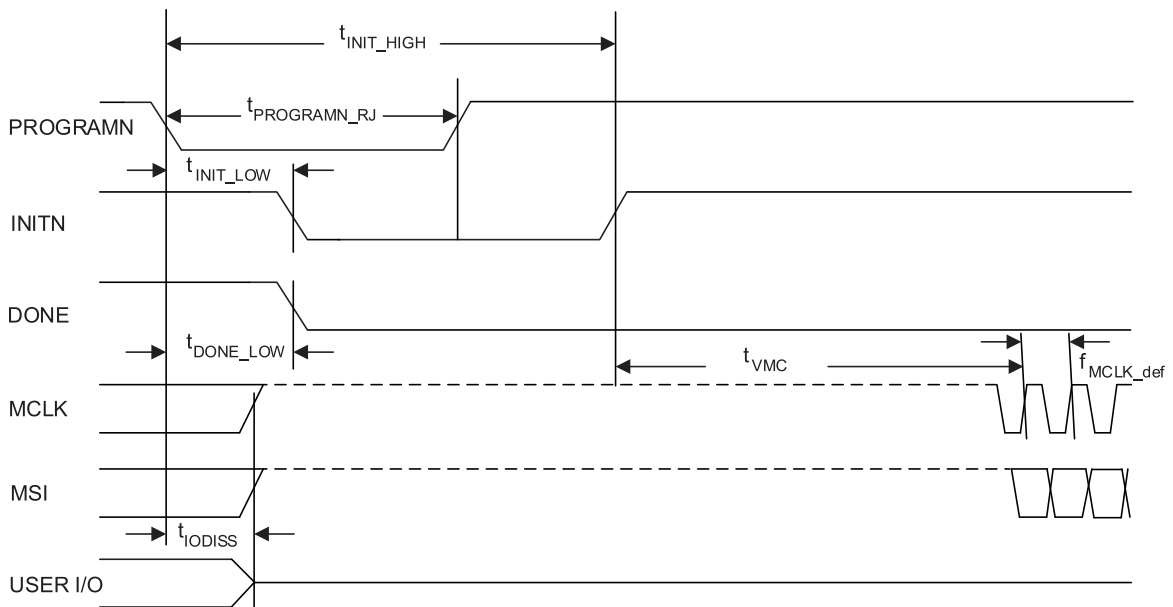 tINIT_HIGH
tPROGRAMN_RJ
PROGRAMN
tINIT_LOW
INITN
DONE
tDONE_LOW
tVMC
fMCLK_def
MCLK
MSI
tIODISS
USER I/O